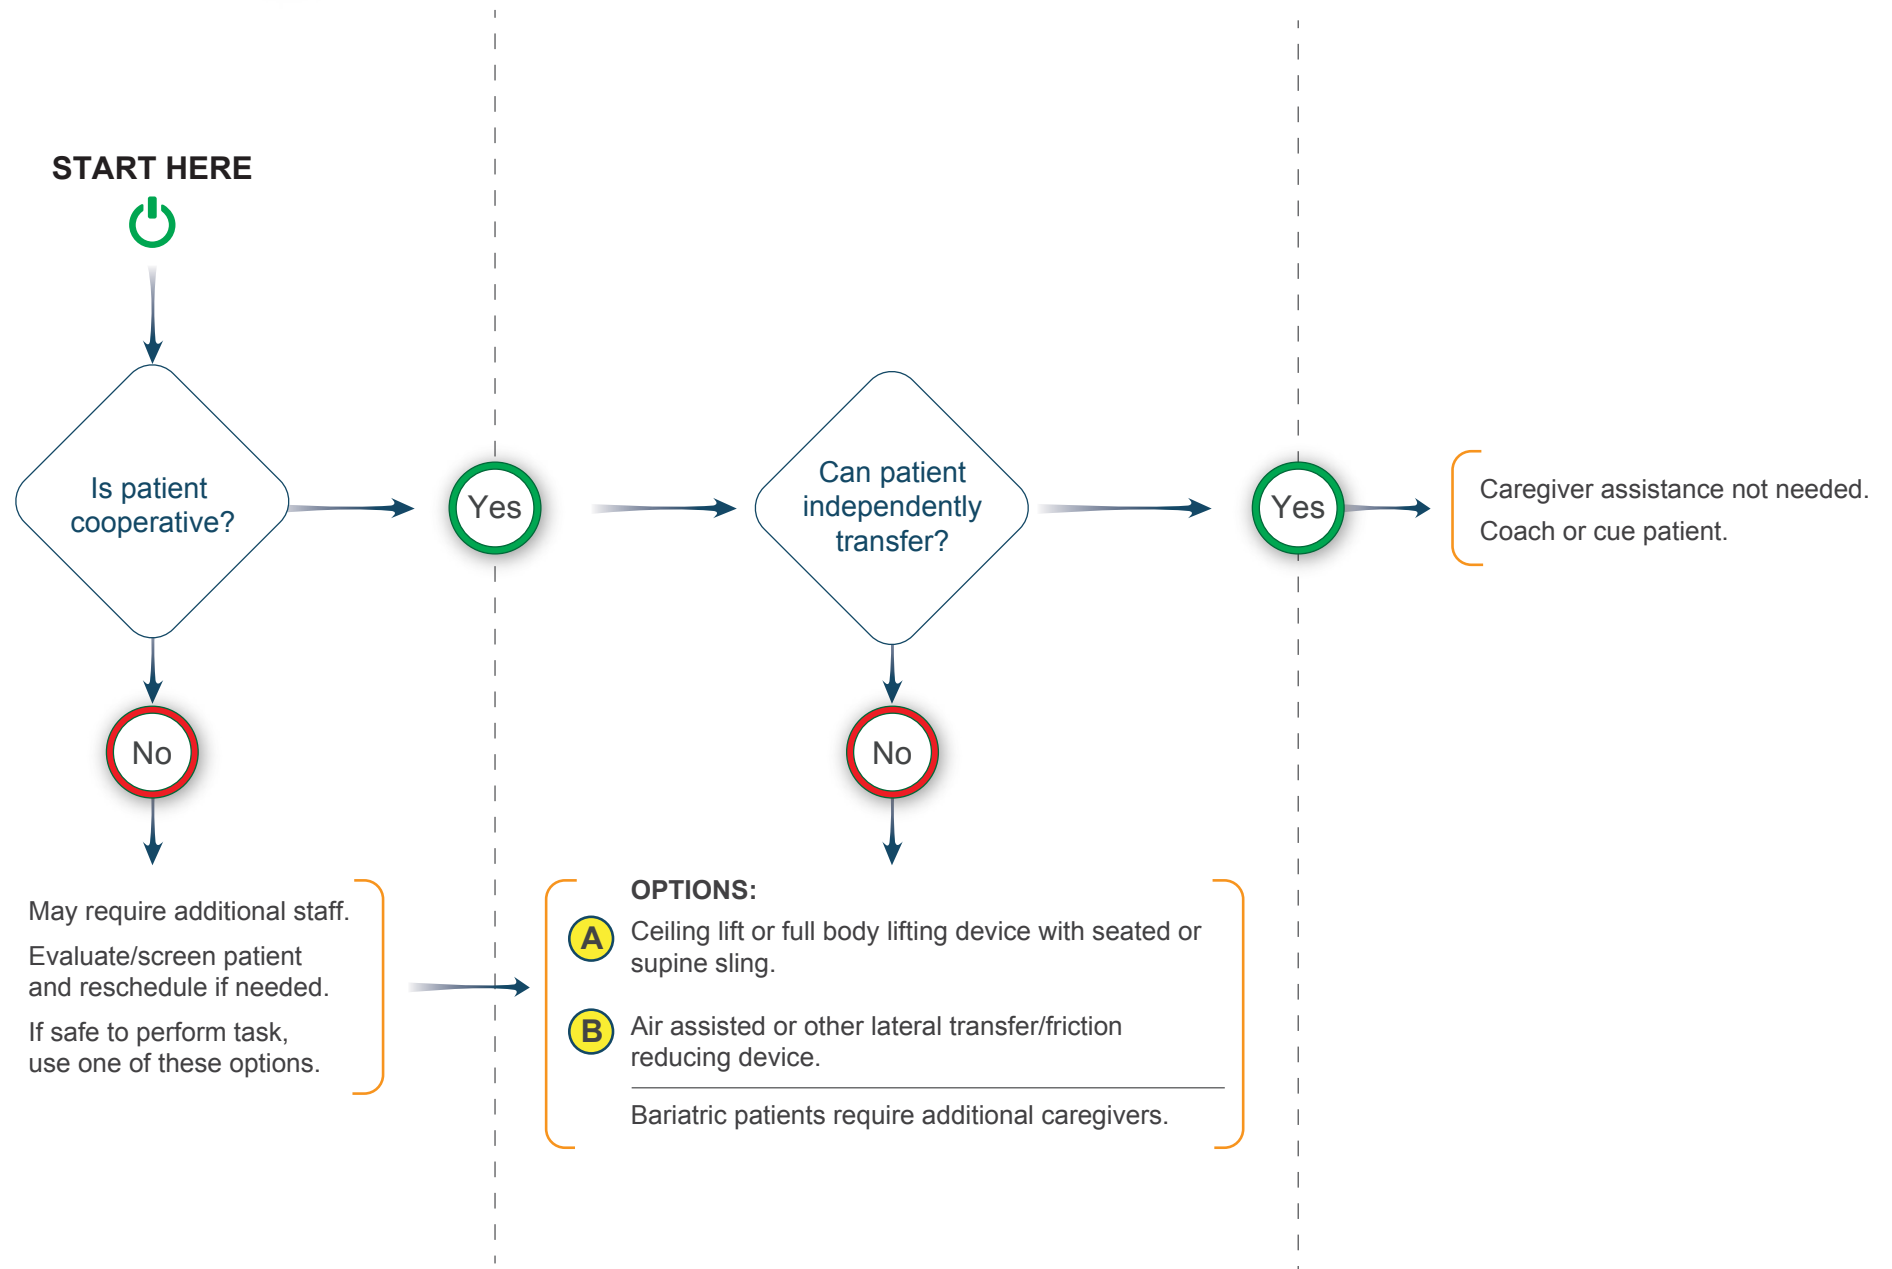 START HERE
Is patient
cooperative?
Yes
Can patient
independently
transfer?
Yes
Caregiver assistance not needed.
Coach or cue patient.
No
No
May require additional staff.
Evaluate/screen patient
and reschedule if needed.
If safe to perform task,
use one of these options.
OPTIONS:
A
Ceiling lift or full body lifting device with seated or
supine sling.
B
Air assisted or other lateral transfer/friction
reducing device.
Bariatric patients require additional caregivers.